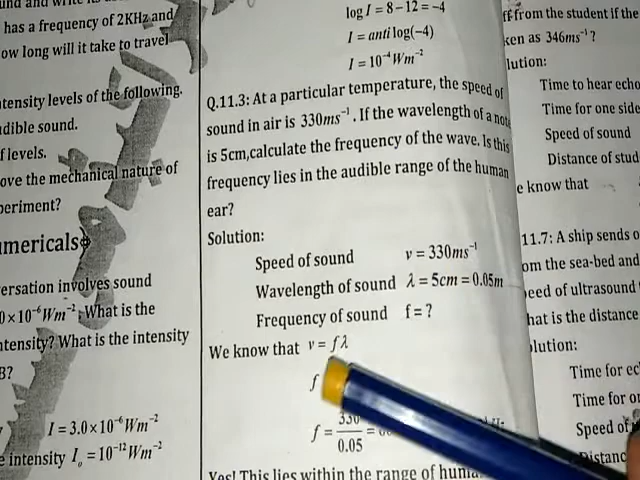 has a frequency of 2KHz and
ow long will it take to travel
tensity levels of the following.
dible sound.
f levels.
ove the mechanical nature of
periment?
umericals
ersation involves sound
0×10⁻⁶Wm⁻². What is the
tensity? What is the intensity
B?
I = 3.0×10⁻⁶Wm⁻²
e intensity I₀ = 10⁻¹²Wm⁻²
log I = 8 − 12 = −4
I = anti log(−4)
I = 10⁻⁴Wm⁻²
Q.11.3: At a particular temperature, the speed of
sound in air is 330ms⁻¹. If the wavelength of a note
is 5cm,calculate the frequency of the wave. Is this
frequency lies in the audible range of the human
ear?
Solution:
Speed of sound v = 330ms⁻¹
Wavelength of sound λ = 5cm = 0.05m
Frequency of sound f = ?
We know that v = fλ
f
f = 330/0.05 =
Yes! This lies within the range of
ff from the student if the
ken as 346ms⁻¹?
lution:
Time to hear echo
Time for one side
Speed of sound
Distance of stud
e know that
11.7: A ship sends o
om the sea-bed and
eed of ultrasound
hat is the distance
lution:
Time for ec
Time for o
Speed of
Distanc